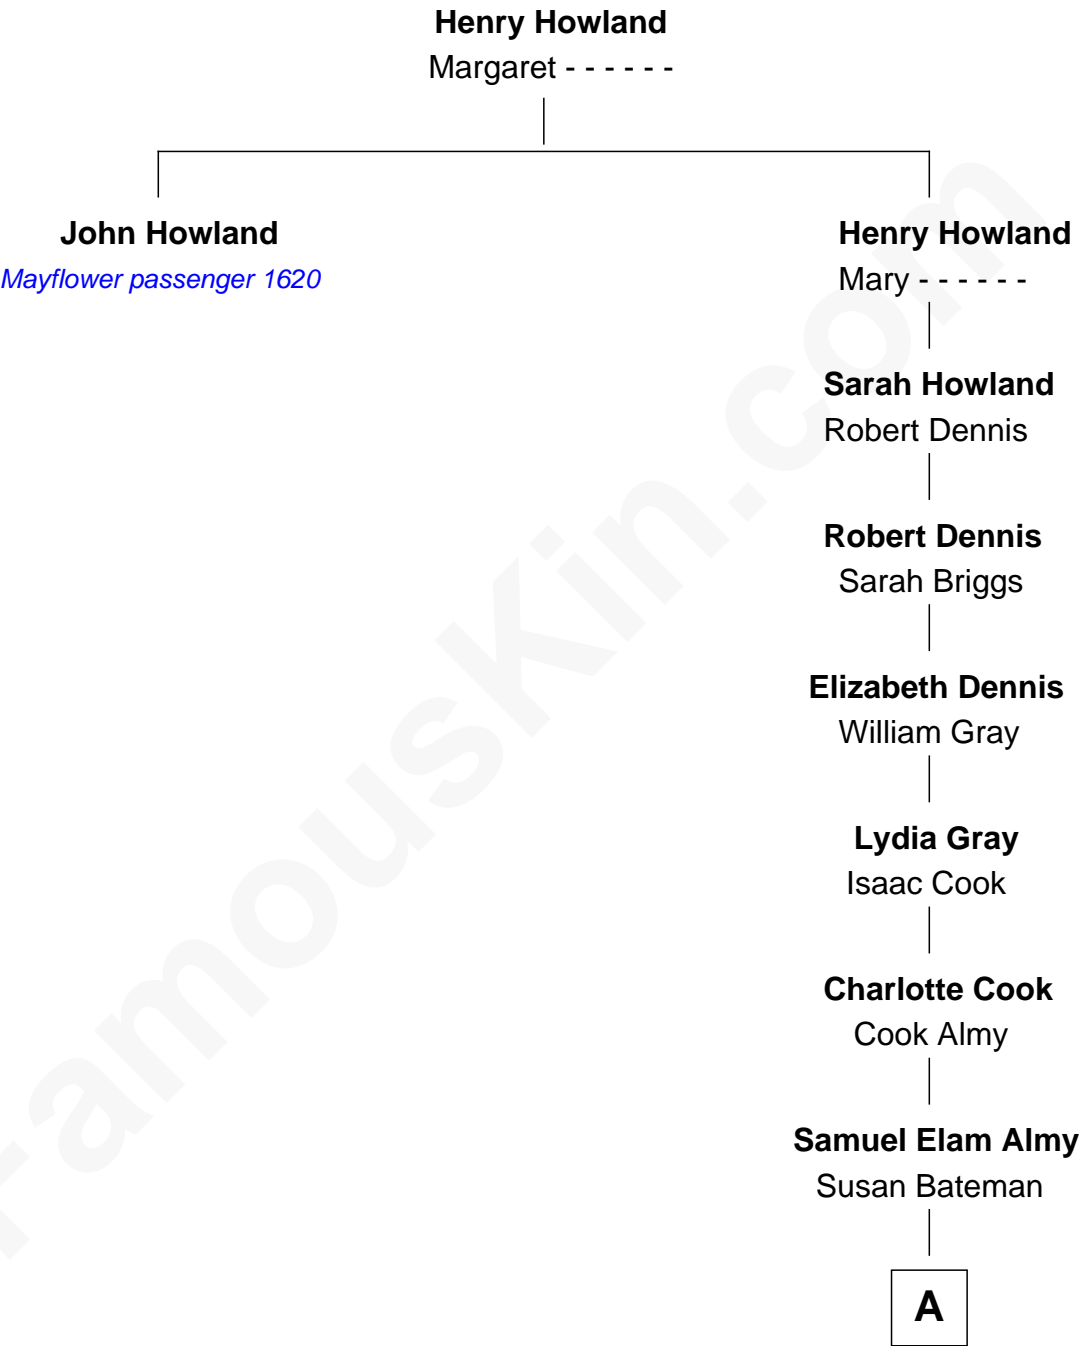 Henry Howland
Margaret - - - - - -
John Howland
Mayflower passenger 1620
Henry Howland
Mary - - - - - -
Sarah Howland
Robert Dennis
Robert Dennis
Sarah Briggs
Elizabeth Dennis
William Gray
Lydia Gray
Isaac Cook
Charlotte Cook
Cook Almy
Samuel Elam Almy
Susan Bateman
A
FamousKin.com